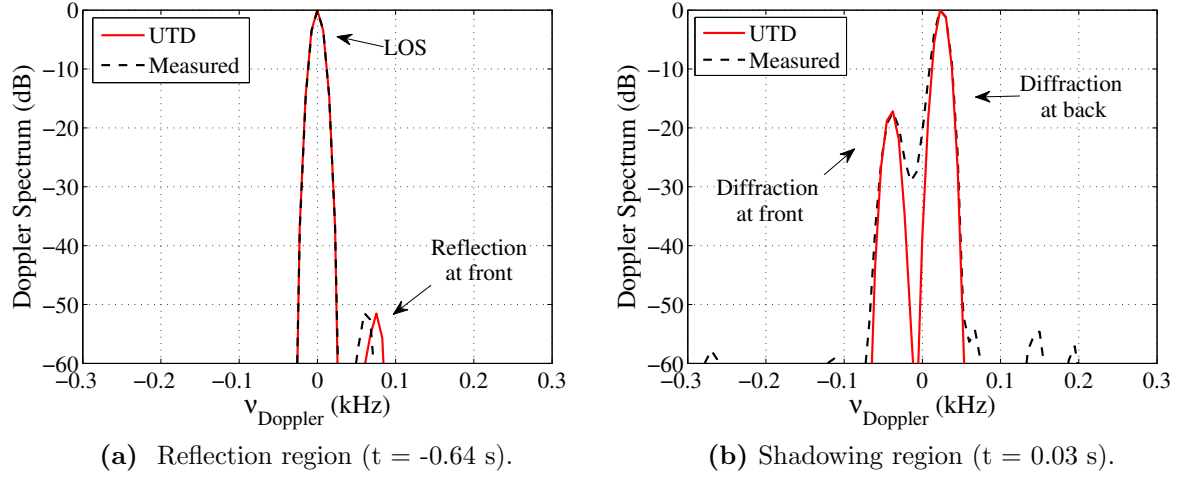 0
−10
−20
−30
−40
−50
−60
Doppler Spectrum (dB)
UTD
Measured
LOS
Reflection
at front
−0.3
−0.2
−0.1
0
0.1
0.2
0.3
νDoppler (kHz)
(a) Reflection region (t = -0.64 s).
0
−10
−20
−30
−40
−50
−60
Doppler Spectrum (dB)
UTD
Measured
Diffraction
at back
Diffraction
at front
−0.3
−0.2
−0.1
0
0.1
0.2
0.3
νDoppler (kHz)
(b) Shadowing region (t = 0.03 s).